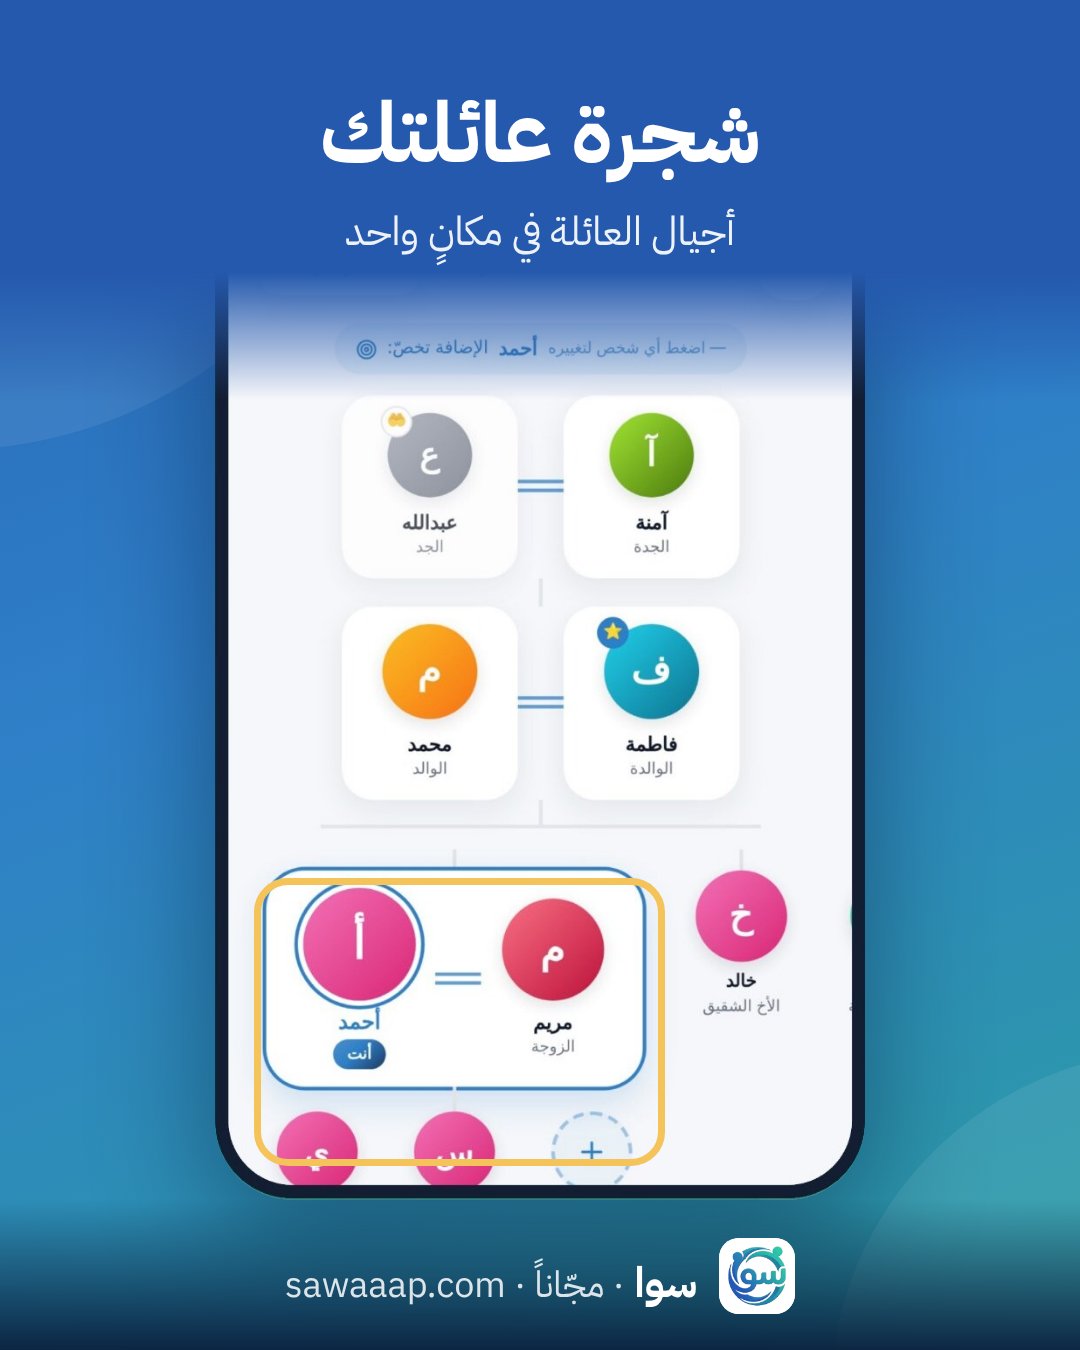 شجرة عائلتك
أجيال العائلة في مكانٍ واحد
الإضافة تخصّ: أحمد — اضغط أي شخص لتغييره
آ
ع
آمنة
عبدالله
الجدة
الجد
ف
م
فاطمة
محمد
الوالدة
الوالد
خ
م
أ
خالد
مريم
أحمد
الأخ الشقيق
الزوجة
أنت
+
س
ي
سوا
سوا · مجّاناً · sawaaap.com